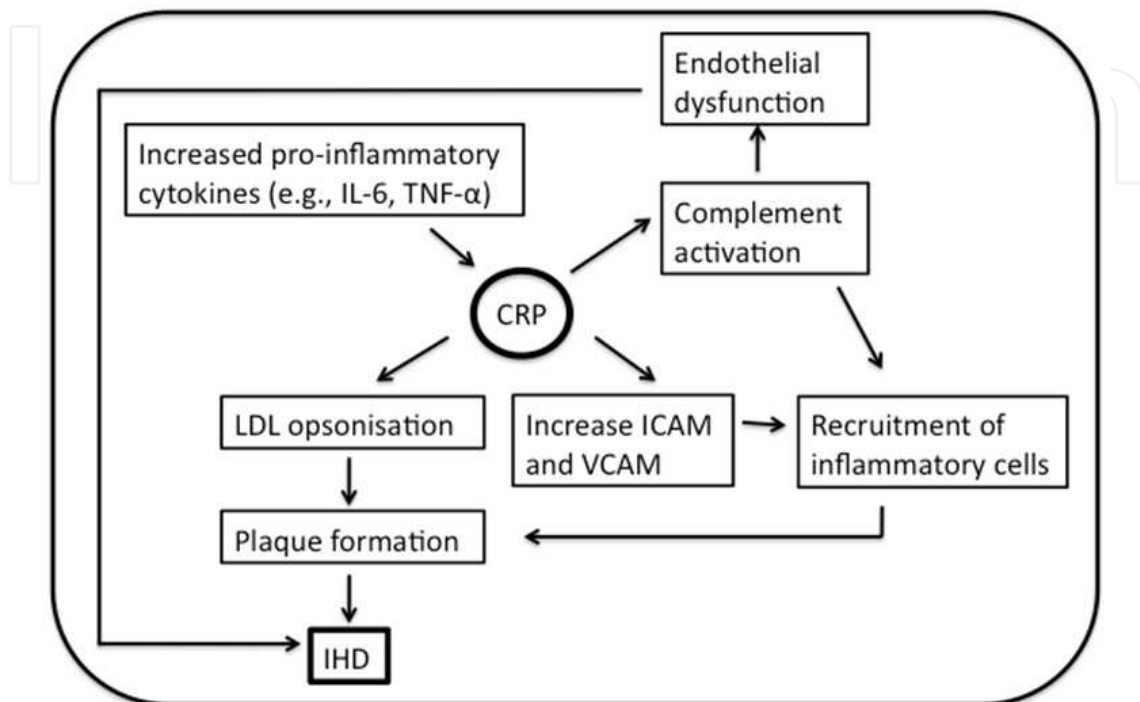 Endothelial
dysfunction
Increased pro-inflammatory
cytokines (e.g., IL-6, TNF-α)
Complement
activation
CRP
LDL opsonisation
Increase ICAM
and VCAM
Recruitment of
inflammatory cells
Plaque formation
IHD